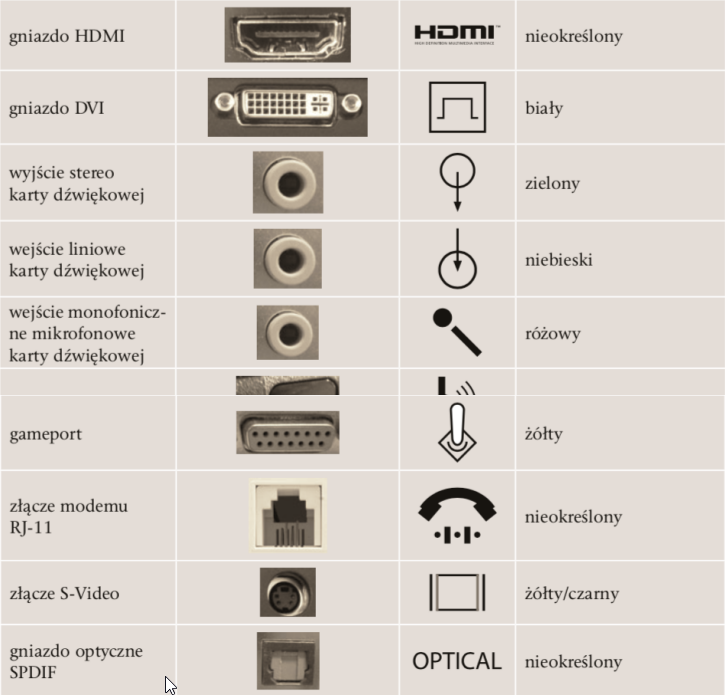 gniazdo HDMI
HDMI
HIGH DEFINITION MULTIMEDIA INTERFACE
nieokreślony
gniazdo DVI
biały
wyjście stereo
karty dźwiękowej
zielony
wejście liniowe
karty dźwiękowej
niebieski
wejście monofonicz-
ne mikrofonowe
karty dźwiękowej
różowy
gameport
żółty
złącze modemu
RJ-11
nieokreślony
złącze S-Video
żółty/czarny
gniazdo optyczne
SPDIF
OPTICAL
nieokreślony